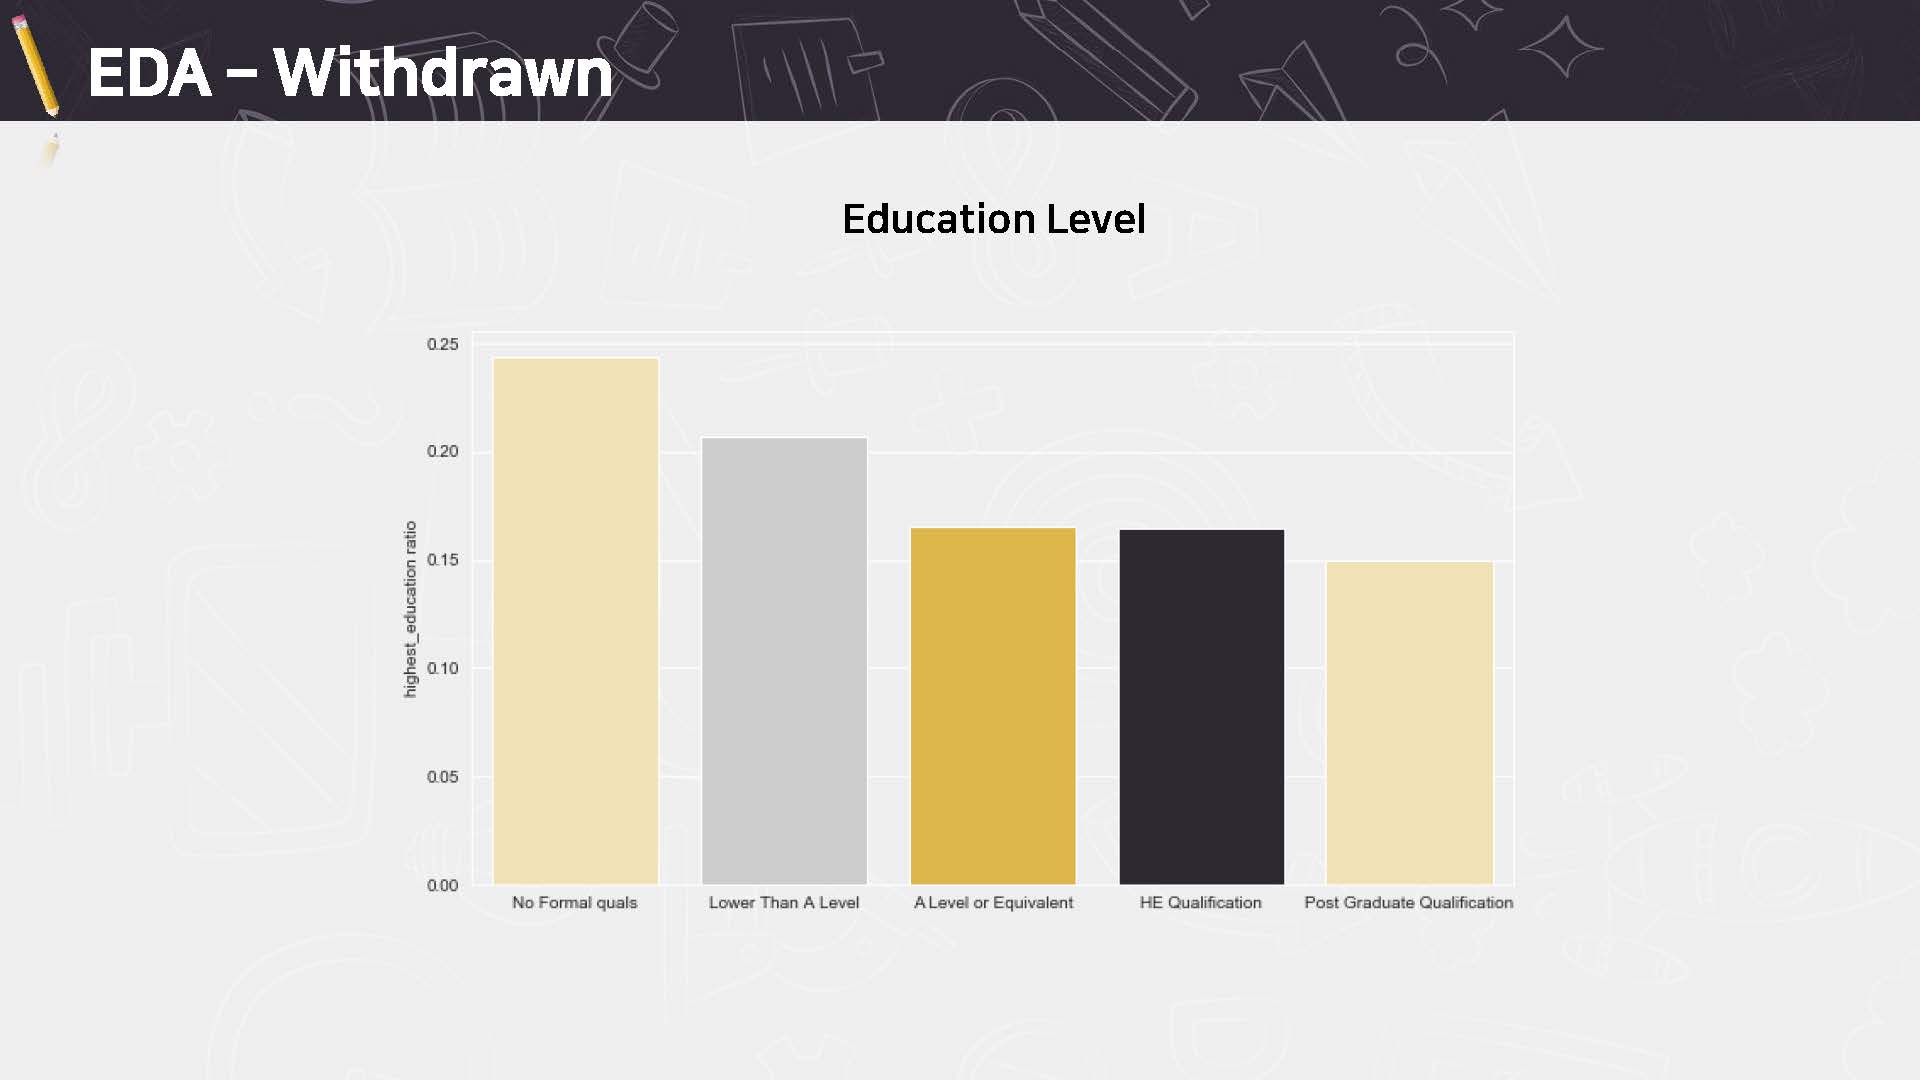 EDA – Withdrawn
Education Level
highest_education ratio
0.25
0.20
0.15
0.10
0.05
0.00
No Formal quals
Lower Than A Level
A Level or Equivalent
HE Qualification
Post Graduate Qualification